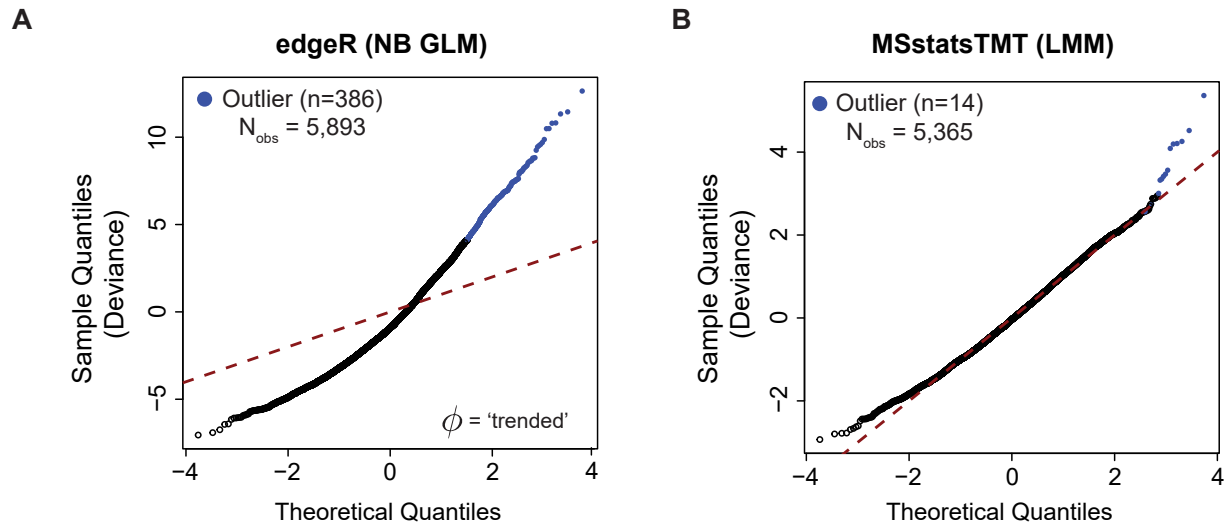 A
edgeR (NB GLM)
Outlier (n=386)
Nobs = 5,893
Sample Quantiles
(Deviance)
10
5
0
−5
ϕ = ‘trended’
−4 −2 0 2 4
Theoretical Quantiles
B
MSstatsTMT (LMM)
Outlier (n=14)
Nobs = 5,365
Sample Quantiles
(Deviance)
4
2
0
−2
−4 −2 0 2 4
Theoretical Quantiles